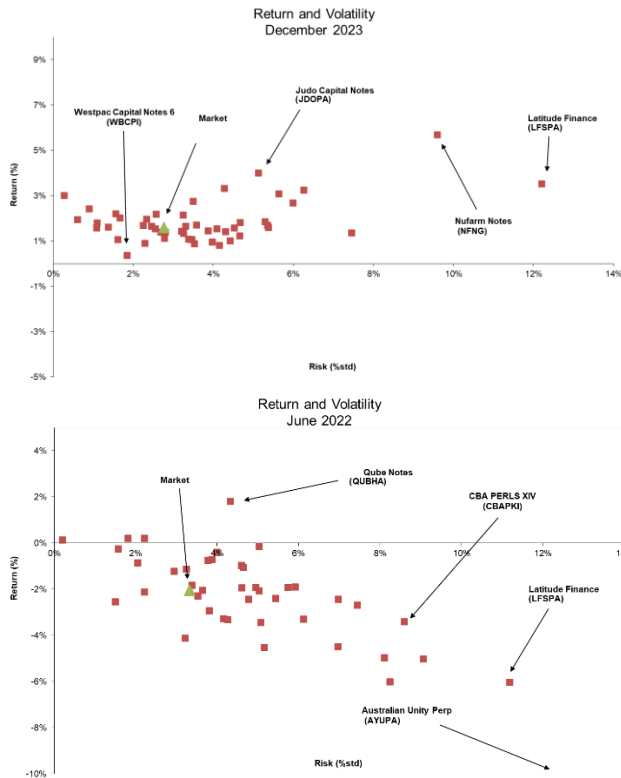 Return and Volatility
December 2023
9%
7%
5%
3%
1%
-1%
-3%
-5%
Return (%)
Westpac Capital Notes 6
(WBCPI)
Market
Judo Capital Notes
(JDOPA)
Latitude Finance
(LFSPA)
Nufarm Notes
(NFNG)
0% 2% 4% 6% 8% 10% 12% 14%
Risk (%std)
Return and Volatility
June 2022
4%
2%
0%
-2%
-4%
-6%
-8%
-10%
Return (%)
Market
Qube Notes
(QUBHA)
CBA PERLS XIV
(CBAPKI)
Latitude Finance
(LFSPA)
Australian Unity Perp
(AYUPA)
0% 2% 4% 6% 8% 10% 12%
Risk (%std)